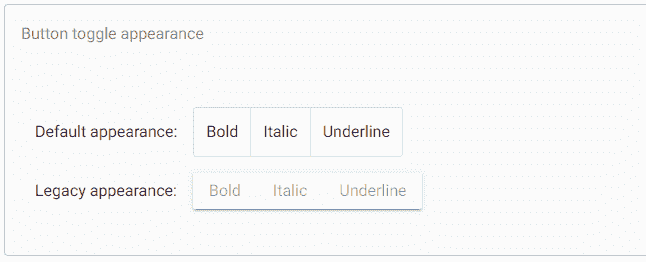 Button toggle appearance
Default appearance: Bold Italic Underline
Legacy appearance: Bold Italic Underline